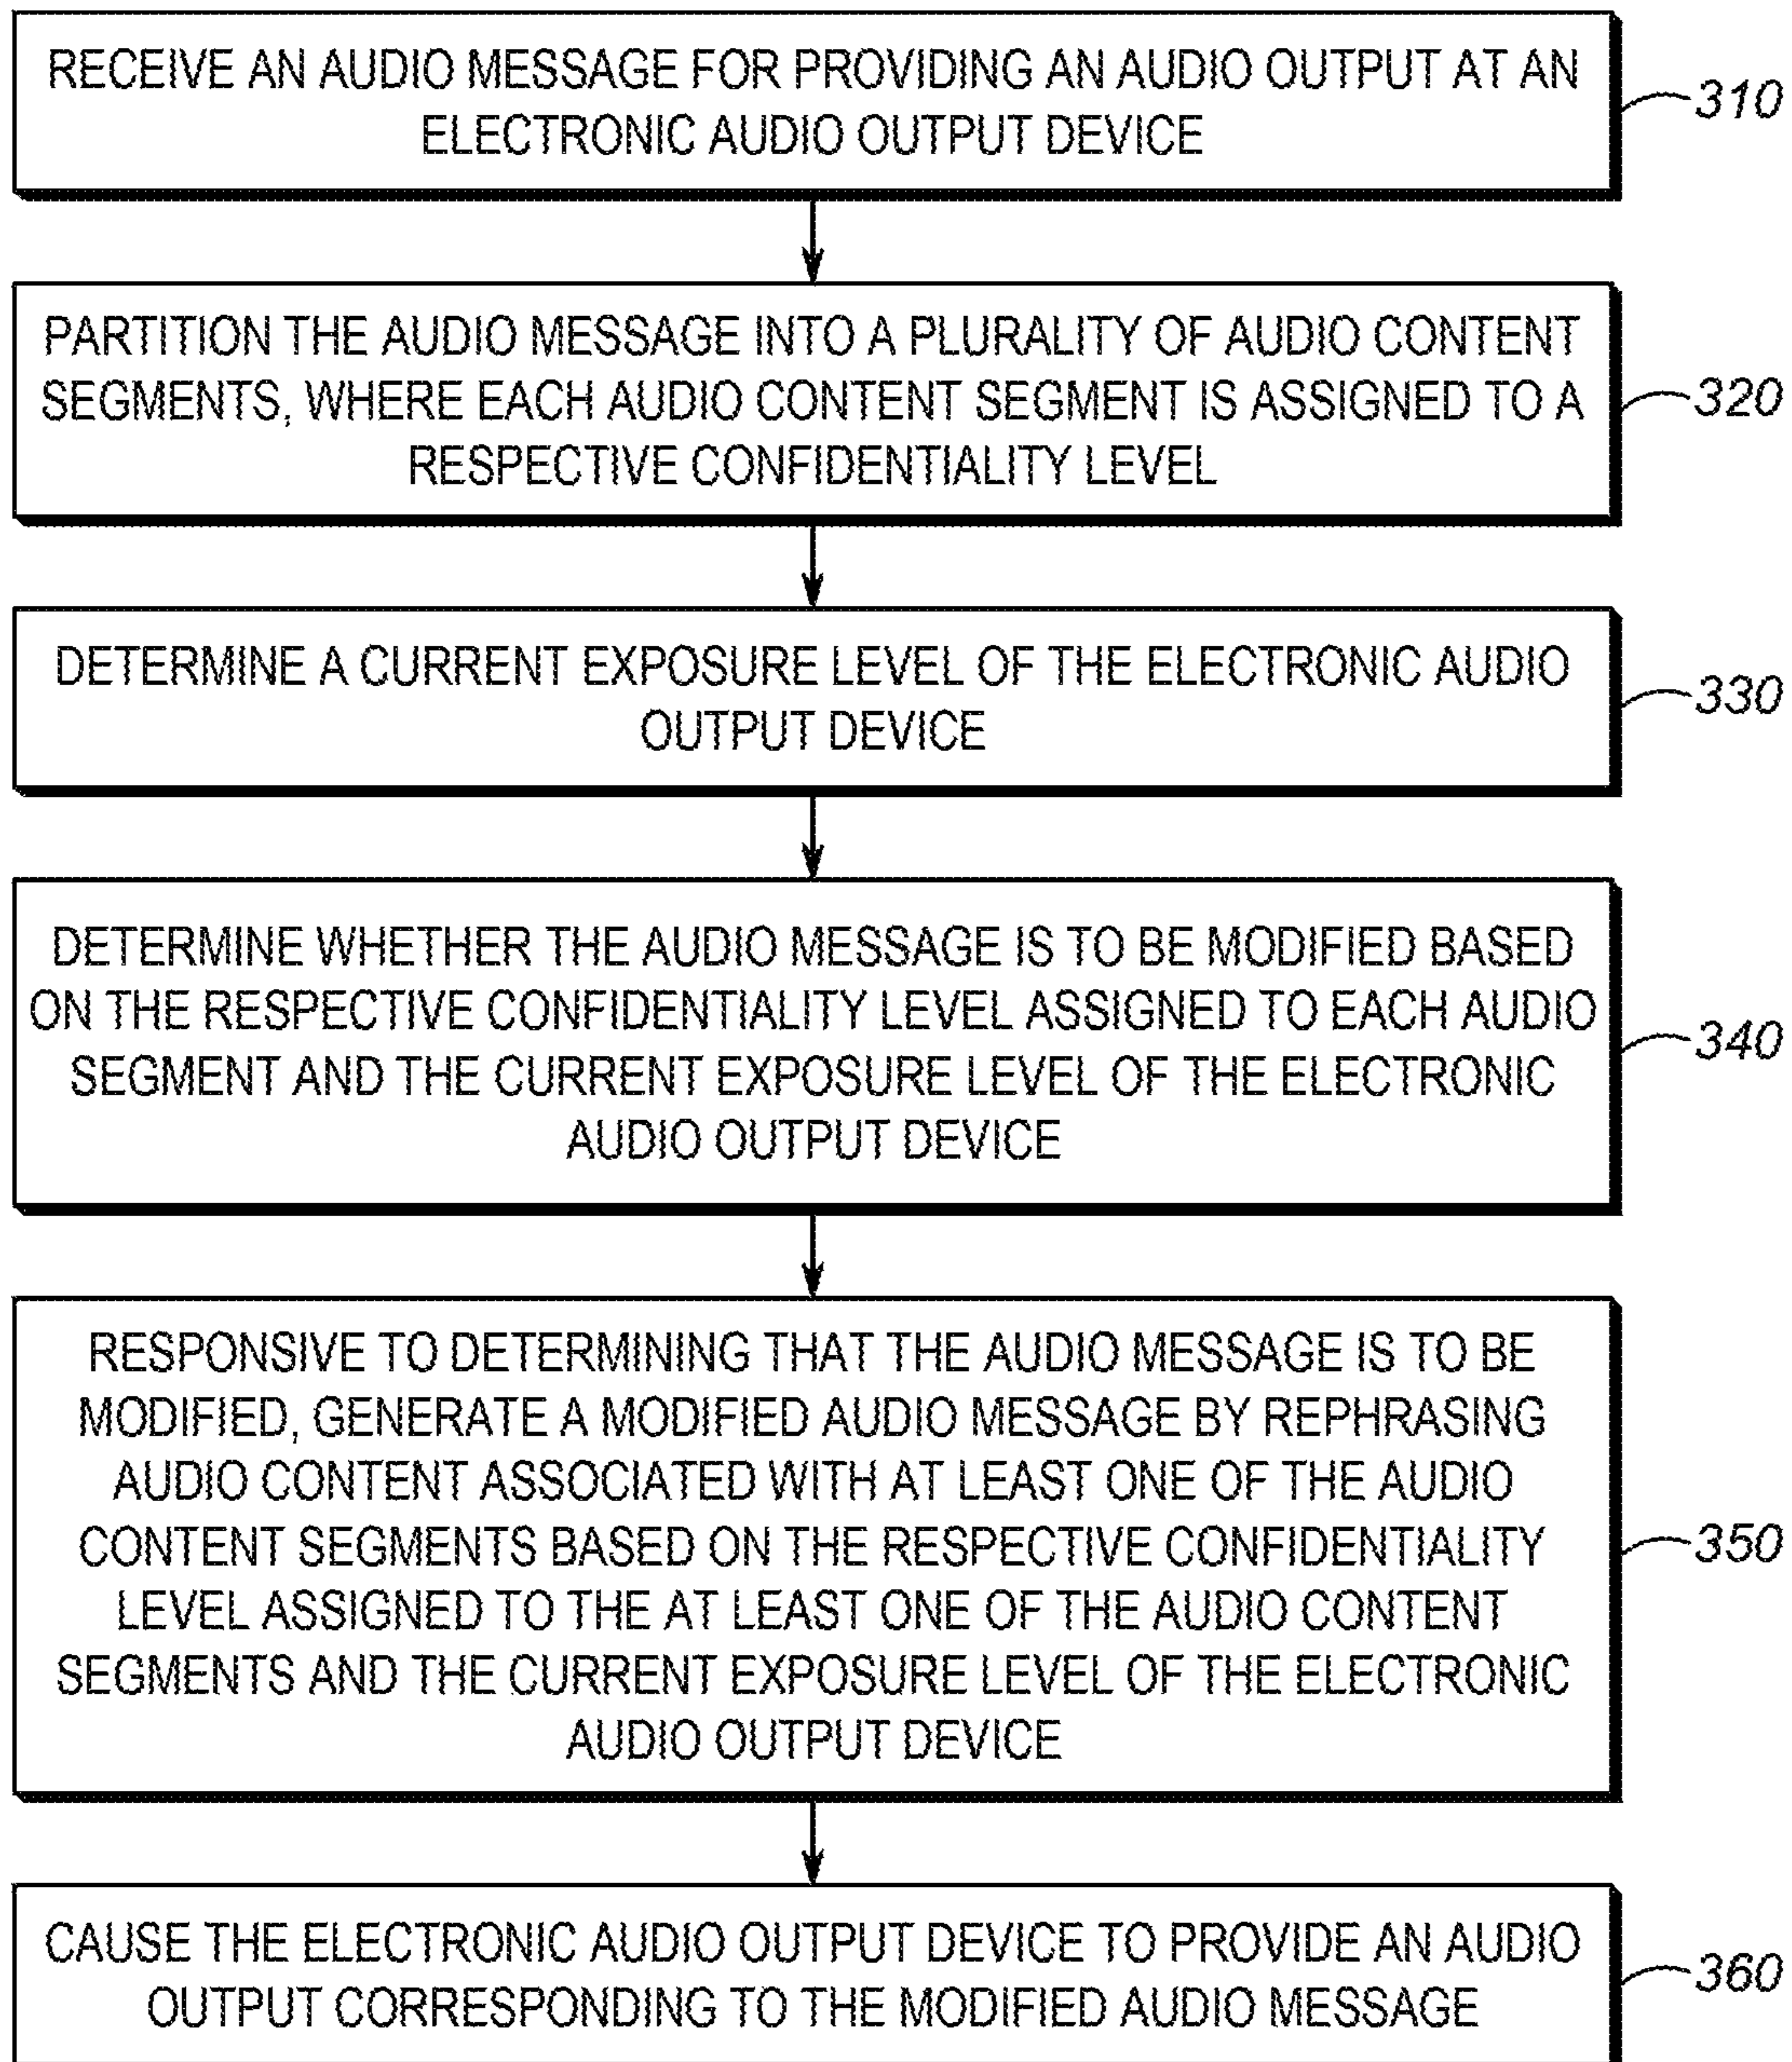 RECEIVE AN AUDIO MESSAGE FOR PROVIDING AN AUDIO OUTPUT AT AN
ELECTRONIC AUDIO OUTPUT DEVICE
310
PARTITION THE AUDIO MESSAGE INTO A PLURALITY OF AUDIO CONTENT
SEGMENTS, WHERE EACH AUDIO CONTENT SEGMENT IS ASSIGNED TO A
RESPECTIVE CONFIDENTIALITY LEVEL
320
DETERMINE A CURRENT EXPOSURE LEVEL OF THE ELECTRONIC AUDIO
OUTPUT DEVICE
330
DETERMINE WHETHER THE AUDIO MESSAGE IS TO BE MODIFIED BASED
ON THE RESPECTIVE CONFIDENTIALITY LEVEL ASSIGNED TO EACH AUDIO
SEGMENT AND THE CURRENT EXPOSURE LEVEL OF THE ELECTRONIC
AUDIO OUTPUT DEVICE
340
RESPONSIVE TO DETERMINING THAT THE AUDIO MESSAGE IS TO BE
MODIFIED, GENERATE A MODIFIED AUDIO MESSAGE BY REPHRASING
AUDIO CONTENT ASSOCIATED WITH AT LEAST ONE OF THE AUDIO
CONTENT SEGMENTS BASED ON THE RESPECTIVE CONFIDENTIALITY
LEVEL ASSIGNED TO THE AT LEAST ONE OF THE AUDIO CONTENT
SEGMENTS AND THE CURRENT EXPOSURE LEVEL OF THE ELECTRONIC
AUDIO OUTPUT DEVICE
350
CAUSE THE ELECTRONIC AUDIO OUTPUT DEVICE TO PROVIDE AN AUDIO
OUTPUT CORRESPONDING TO THE MODIFIED AUDIO MESSAGE
360